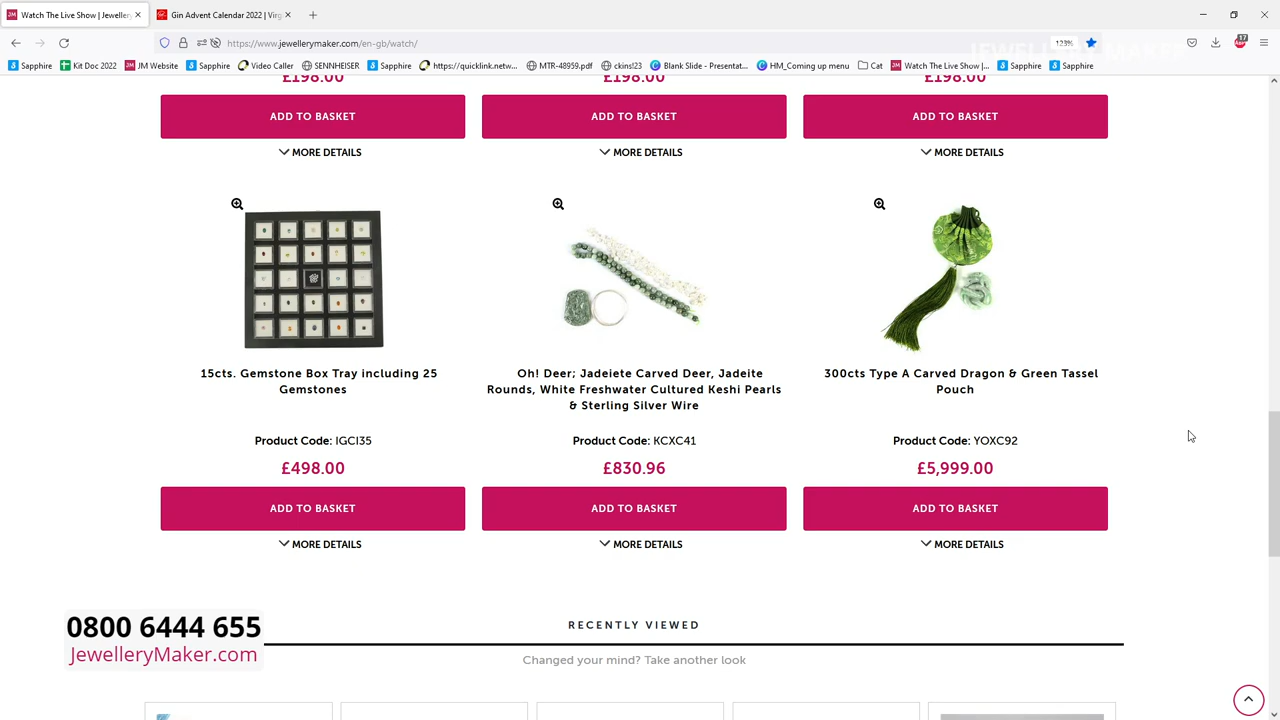 Watch The Live Show | Jewellery
Gin Advent Calendar 2022 | Virg
https://www.jewellerymaker.com/en-gb/watch/
123%
17
Sapphire
Kit Doc 2022
JM Website
Sapphire
Video Caller
SENNHEISER
Sapphire
https://quicklink.netw...
MTR-48959.pdf
ckins!23
Blank Slide - Presentat...
HM_Coming up menu
Cat
Watch The Live Show |...
Sapphire
Sapphire
JEWELLERY MAKER
£198.00
£198.00
£198.00
ADD TO BASKET
ADD TO BASKET
ADD TO BASKET
MORE DETAILS
MORE DETAILS
MORE DETAILS
15cts. Gemstone Box Tray including 25
Gemstones
Product Code: IGCI35
£498.00
ADD TO BASKET
MORE DETAILS
Oh! Deer; Jadeiete Carved Deer, Jadeite
Rounds, White Freshwater Cultured Keshi Pearls
& Sterling Silver Wire
Product Code: KCXC41
£830.96
ADD TO BASKET
MORE DETAILS
300cts Type A Carved Dragon & Green Tassel
Pouch
Product Code: YOXC92
£5,999.00
ADD TO BASKET
MORE DETAILS
0800 6444 655
JewelleryMaker.com
RECENTLY VIEWED
Changed your mind? Take another look